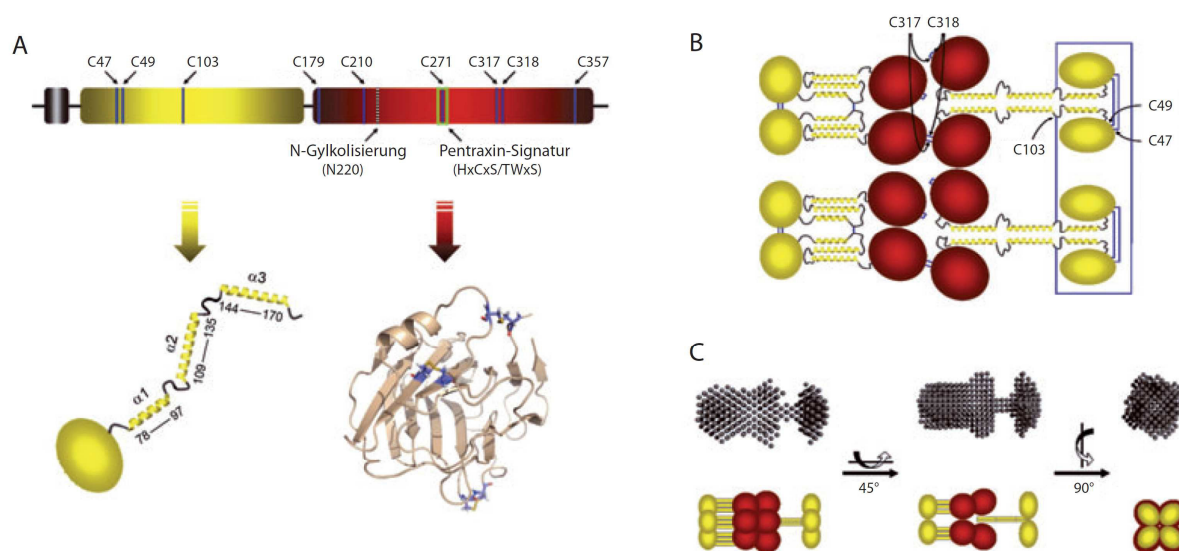 A
C47 C49 C103 C179 C210 C271 C317 C318 C357
N-Gylkolisierung
(N220)
Pentraxin-Signatur
(HxCxS/TWxS)
α1
78 97
α2
109 135
α3
144 170
B
C317 C318
C103
C49
C47
C
45°
90°